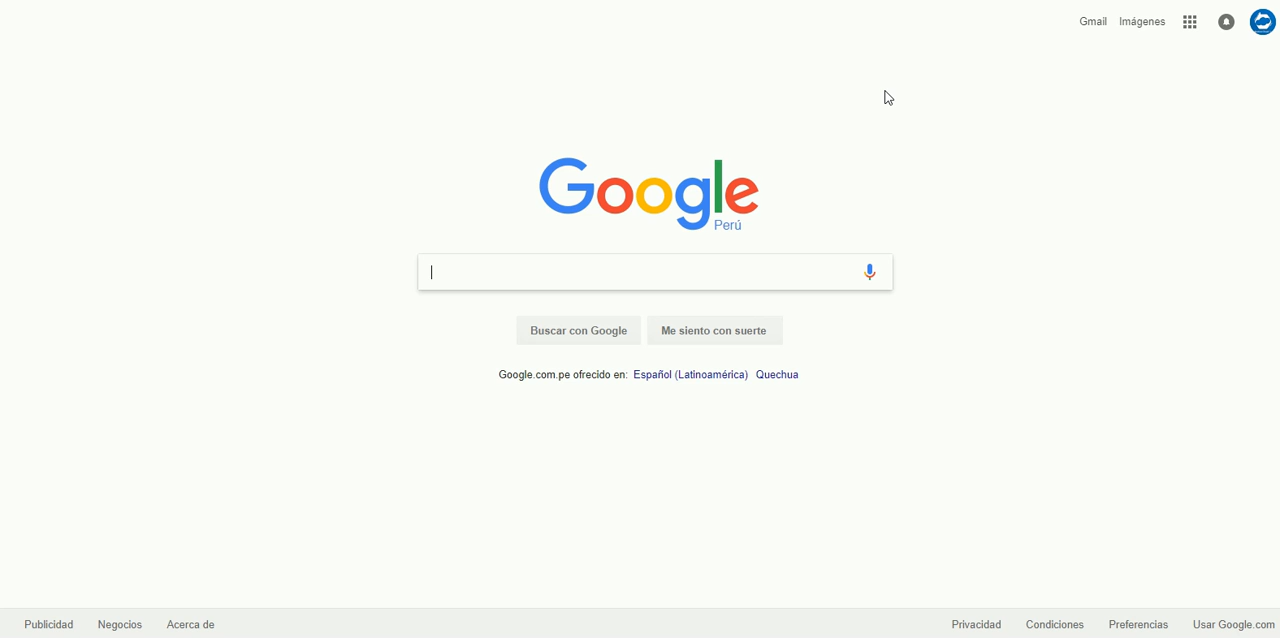 Gmail Imágenes
Google
Perú
Buscar con Google Me siento con suerte
Google.com.pe ofrecido en: Español (Latinoamérica) Quechua
Publicidad Negocios Acerca de Privacidad Condiciones Preferencias Usar Google.com